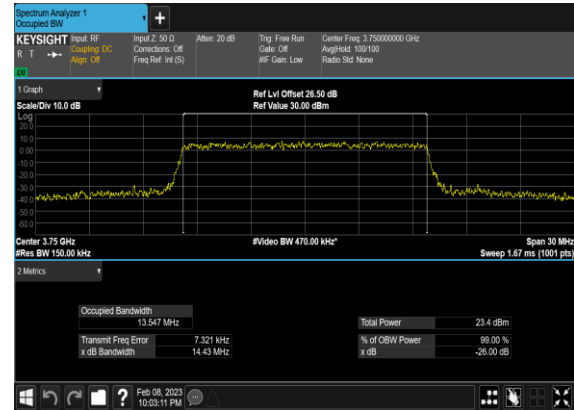 Spectrum Analyzer 1
Occupied BW
KEYSIGHT
R T
Input: RF
Coupling: DC
Align: Off
Input Z: 50 Ω
Corrections: Off
Freq Ref: Int (S)
Atten: 20 dB
Trig: Free Run
Gate: Off
#IF Gain: Low
Center Freq: 3.750000000 GHz
Avg|Hold: 100/100
Radio Std: None
1 Graph
Scale/Div 10.0 dB
Ref Lvl Offset 26.50 dB
Ref Value 30.00 dBm
Log
20.0
10.0
0.00
-10.0
-20.0
-30.0
-40.0
-50.0
-60.0
Center 3.75 GHz
#Res BW 150.00 kHz
#Video BW 470.00 kHz*
Span 30 MHz
Sweep 1.67 ms (1001 pts)
2 Metrics
Occupied Bandwidth
13.547 MHz
Total Power 23.4 dBm
Transmit Freq Error 7.321 kHz
% of OBW Power 99.00 %
x dB Bandwidth 14.43 MHz
x dB -26.00 dB
?
Feb 08, 2023
10:03:11 PM